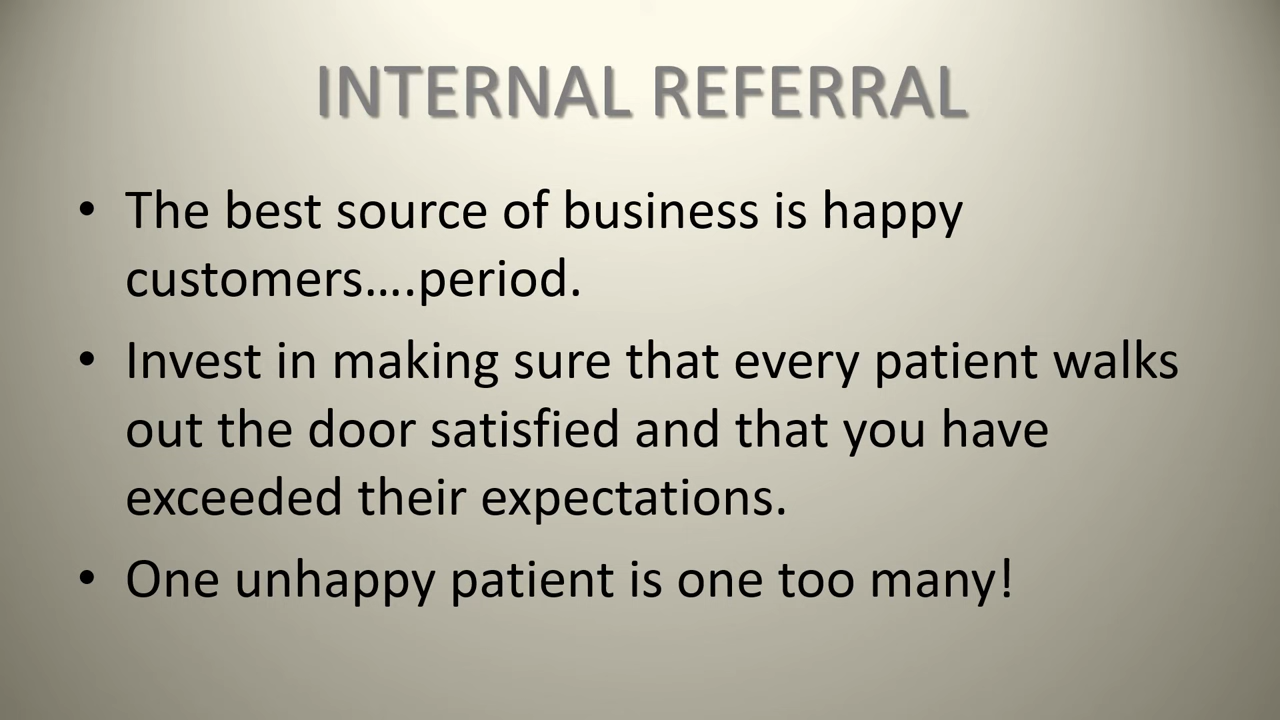 INTERNAL REFERRAL
• The best source of business is happy
customers….period.
• Invest in making sure that every patient walks
out the door satisfied and that you have
exceeded their expectations.
• One unhappy patient is one too many!